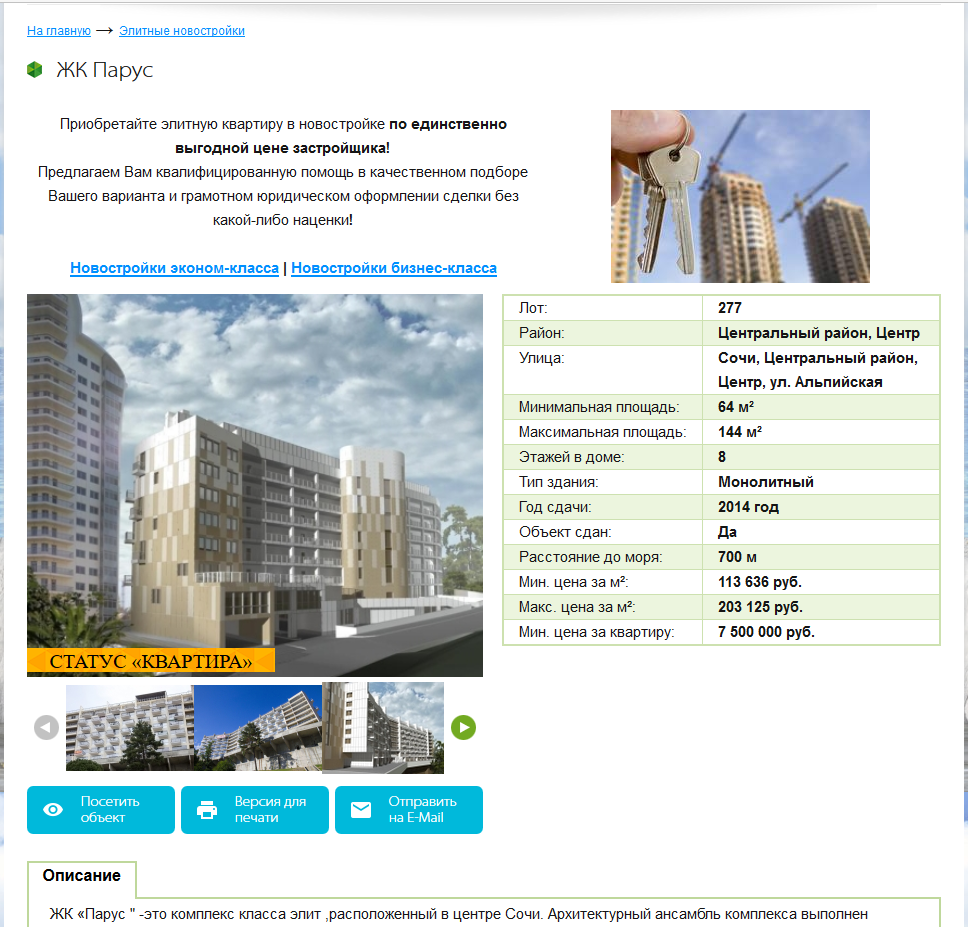 На главную → Элитные новостройки
ЖК Парус
Приобретайте элитную квартиру в новостройке по единственно
выгодной цене застройщика!
Предлагаем Вам квалифицированную помощь в качественном подборе
Вашего варианта и грамотном юридическом оформлении сделки без
какой-либо наценки!
Новостройки эконом-класса | Новостройки бизнес-класса
Лот: 277
Район: Центральный район, Центр
Улица: Сочи, Центральный район,
Центр, ул. Альпийская
Минимальная площадь: 64 м²
Максимальная площадь: 144 м²
Этажей в доме: 8
Тип здания: Монолитный
Год сдачи: 2014 год
Объект сдан: Да
Расстояние до моря: 700 м
Мин. цена за м²: 113 636 руб.
Макс. цена за м²: 203 125 руб.
Мин. цена за квартиру: 7 500 000 руб.
СТАТУС «КВАРТИРА»
Посетить
объект
Версия для
печати
Отправить
на E-Mail
Описание
ЖК «Парус " -это комплекс класса элит ,расположенный в центре Сочи. Архитектурный ансамбль комплекса выполнен